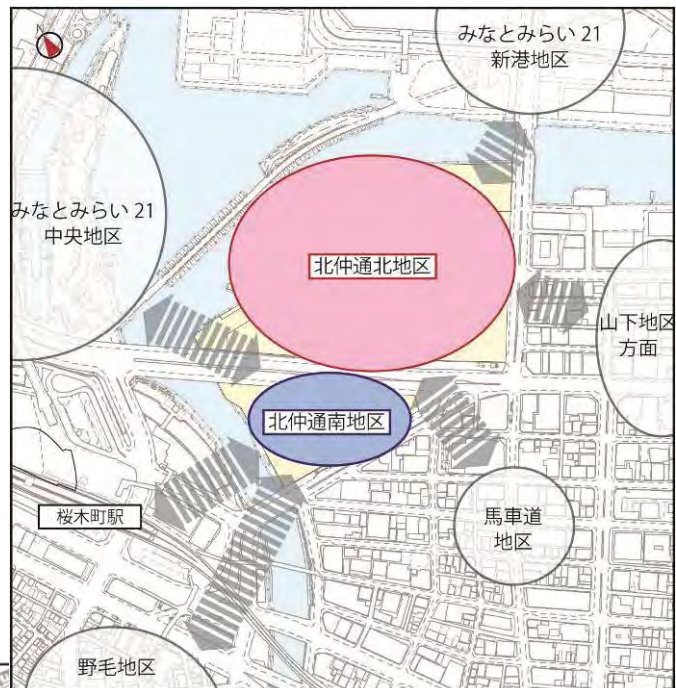 N
みなとみらい 21
新港地区
みなとみらい 21
中央地区
北仲通北地区
山下地区
方面
北仲通南地区
桜木町駅
馬車道
地区
野毛地区